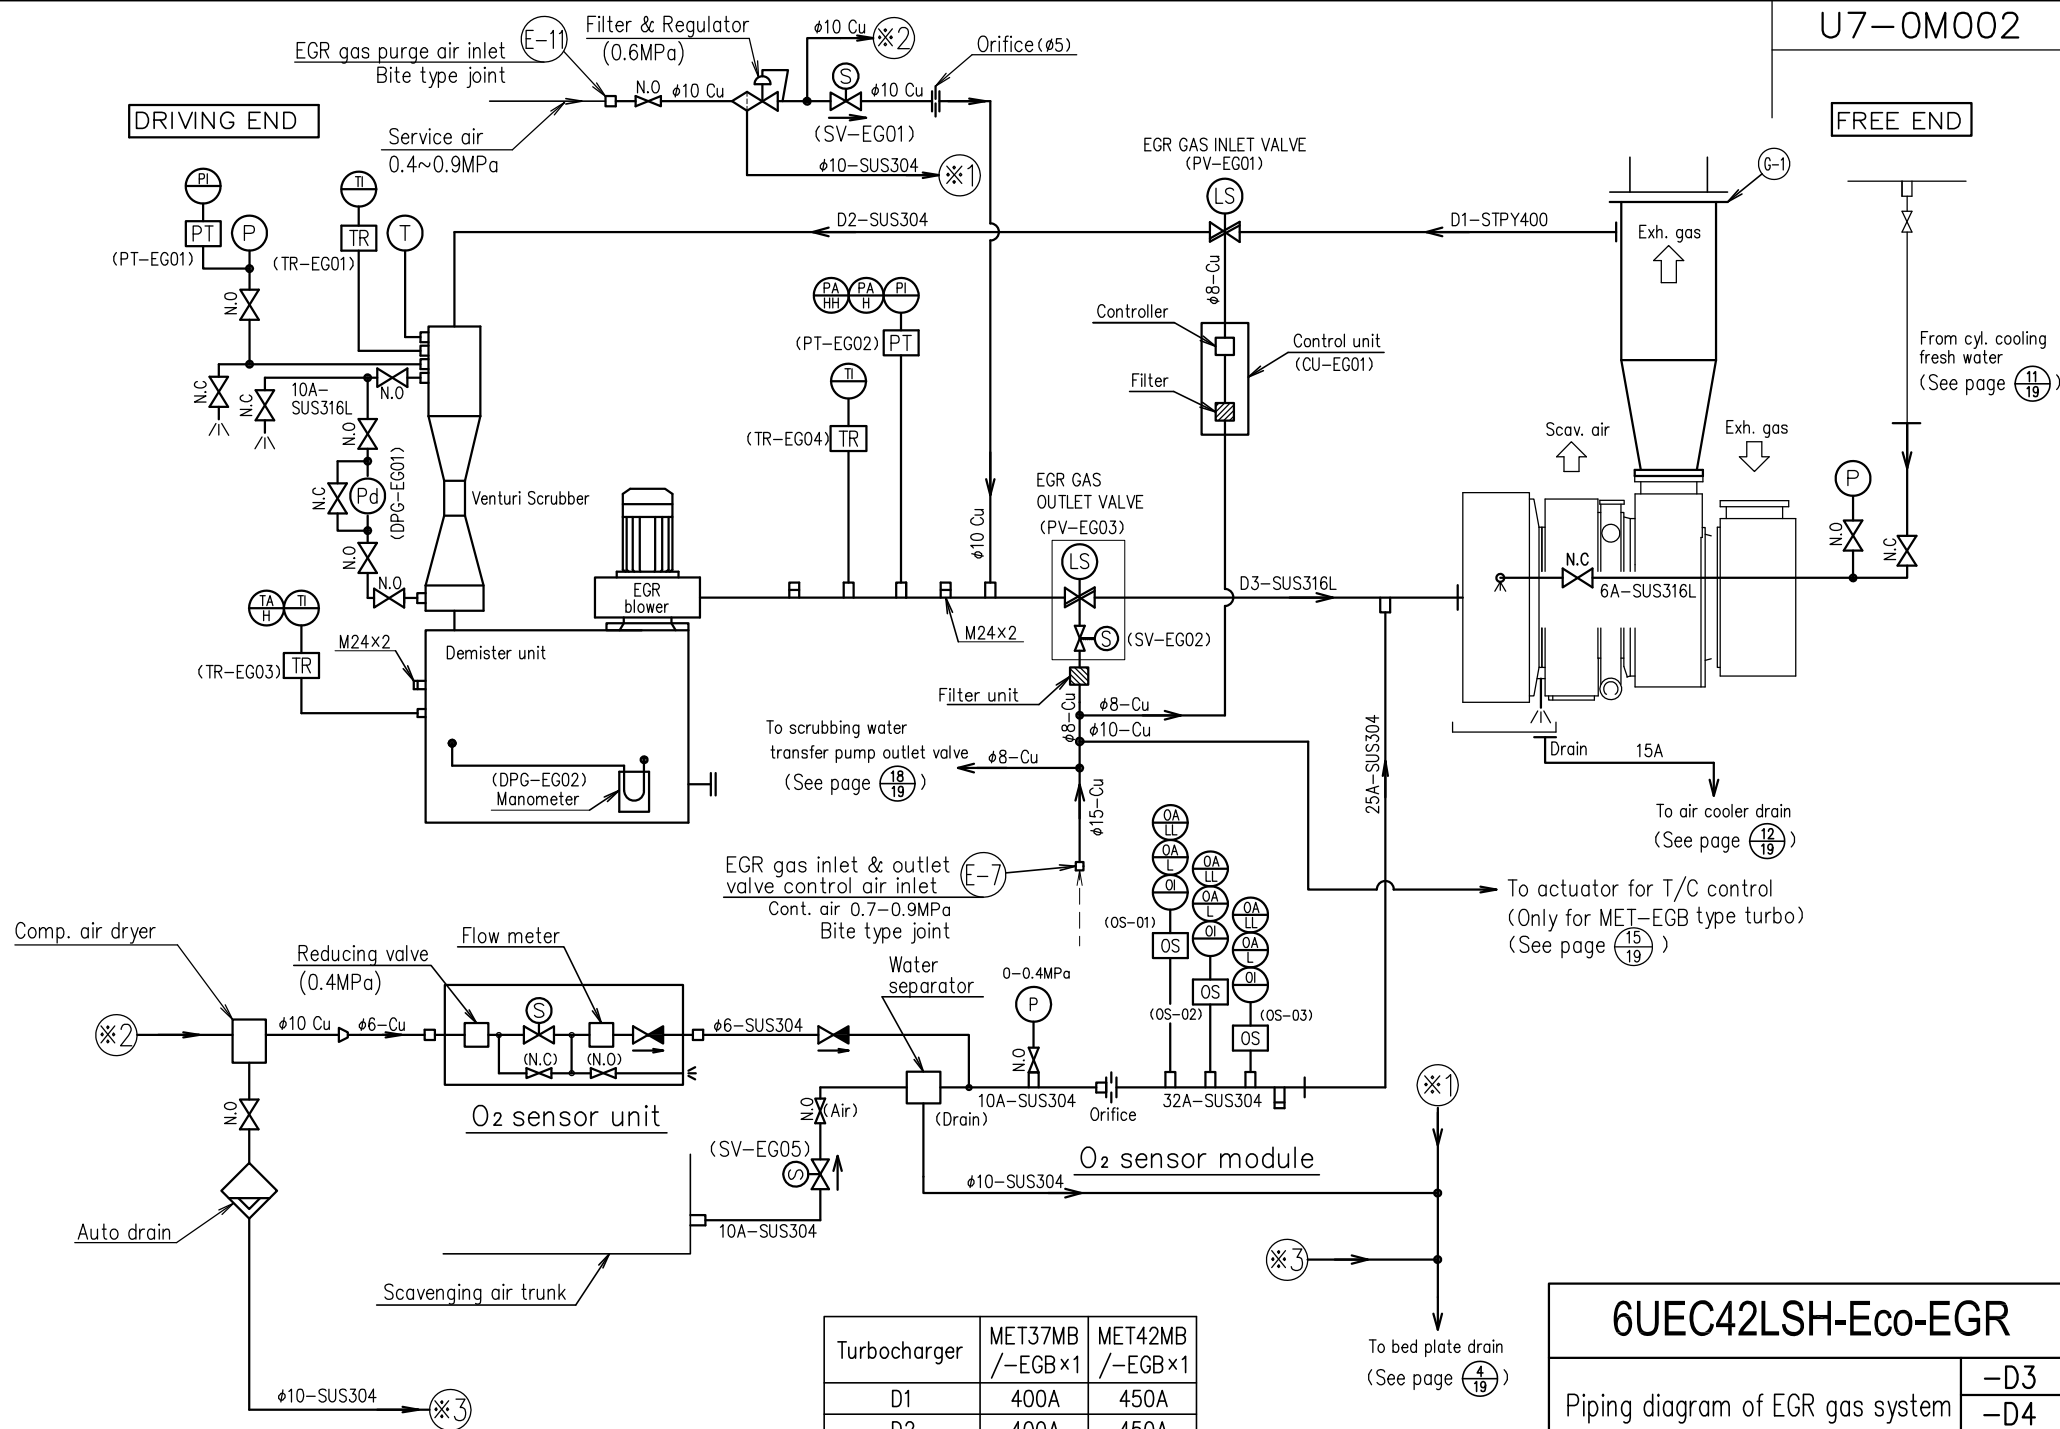 U7-0M002
EGR gas purge air inlet
Bite type joint
E-11
Filter & Regulator
(0.6MPa)
φ10 Cu
※2
Orifice(φ5)
N.O
φ10 Cu
S
φ10 Cu
(SV-EG01)
Service air
0.4~0.9MPa
φ10-SUS304
※1
DRIVING END
FREE END
EGR GAS INLET VALVE
(PV-EG01)
LS
G-1
D2-SUS304
D1-STPY400
Exh. gas
PI
PT
P
(PT-EG01)
TI
TR
T
(TR-EG01)
N.O
N.C
N.C
10A-
SUS316L
N.O
N.O
N.C
Pd
(DPG-EG01)
N.O
N.O
Venturi Scrubber
PA
HH
PA
H
PI
(PT-EG02)
PT
TI
(TR-EG04)
TR
φ8-Cu
Controller
Control unit
(CU-EG01)
Filter
From cyl. cooling
fresh water
(See page 11/19)
Scav. air
Exh. gas
P
N.O
N.C
N.C
6A-SUS316L
EGR GAS
OUTLET VALVE
(PV-EG03)
LS
φ10 Cu
D3-SUS316L
EGR
blower
M24×2
S
(SV-EG02)
Filter unit
TA
H
TI
M24×2
(TR-EG03)
TR
Demister unit
(DPG-EG02)
Manometer
φ8-Cu
φ8-Cu
φ10-Cu
To scrubbing water
transfer pump outlet valve
(See page 18/19)
φ8-Cu
φ15-Cu
25A-SUS304
Drain
15A
To air cooler drain
(See page 12/19)
EGR gas inlet & outlet
valve control air inlet
Cont. air 0.7-0.9MPa
Bite type joint
E-7
OA
LL
OA
L
OI
(OS-01)
OS
OA
LL
OA
L
OI
OS
(OS-02)
OA
LL
OA
L
OI
(OS-03)
OS
To actuator for T/C control
(Only for MET-EGB type turbo)
(See page 15/19)
Comp. air dryer
Reducing valve
(0.4MPa)
Flow meter
Water
separator
0-0.4MPa
P
※2
φ10 Cu
φ6-Cu
S
(N.C)
(N.O)
φ6-SUS304
N.O
N.O
(Air)
(Drain)
10A-SUS304
Orifice
32A-SUS304
O2 sensor unit
(SV-EG05)
S
O2 sensor module
※1
φ10-SUS304
10A-SUS304
Auto drain
Scavenging air trunk
※3
To bed plate drain
(See page 4/19)
φ10-SUS304
※3
Turbocharger
MET37MB
/-EGB×1
MET42MB
/-EGB×1
D1
400A
450A
D2
400A
450A
6UEC42LSH-Eco-EGR
Piping diagram of EGR gas system
-D3
-D4